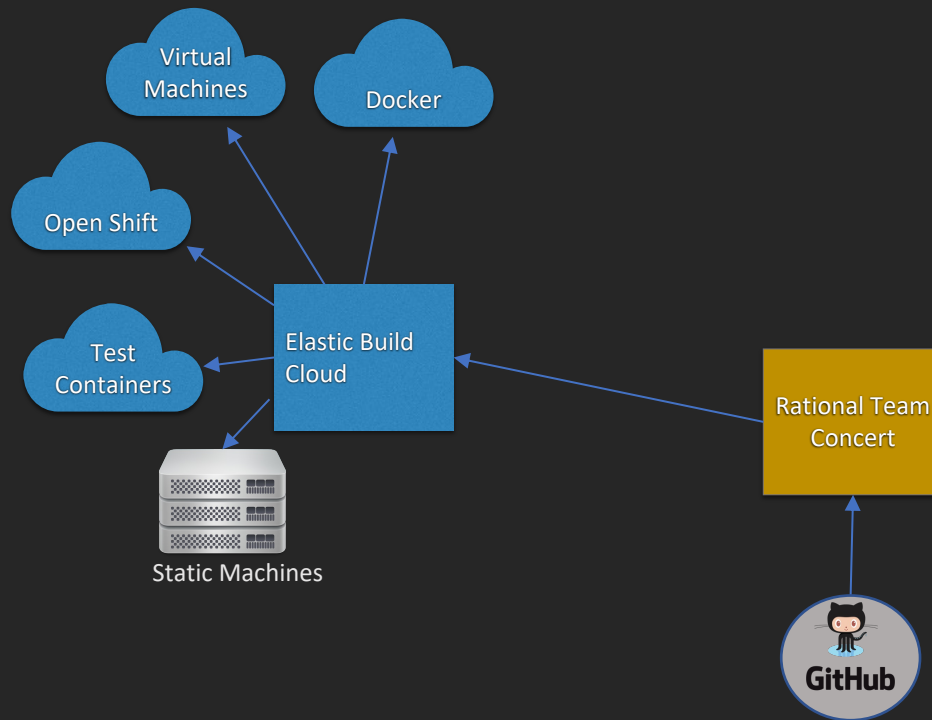 Virtual
Machines
Docker
Open Shift
Elastic Build
Cloud
Test
Containers
Rational Team
Concert
Static Machines
GitHub